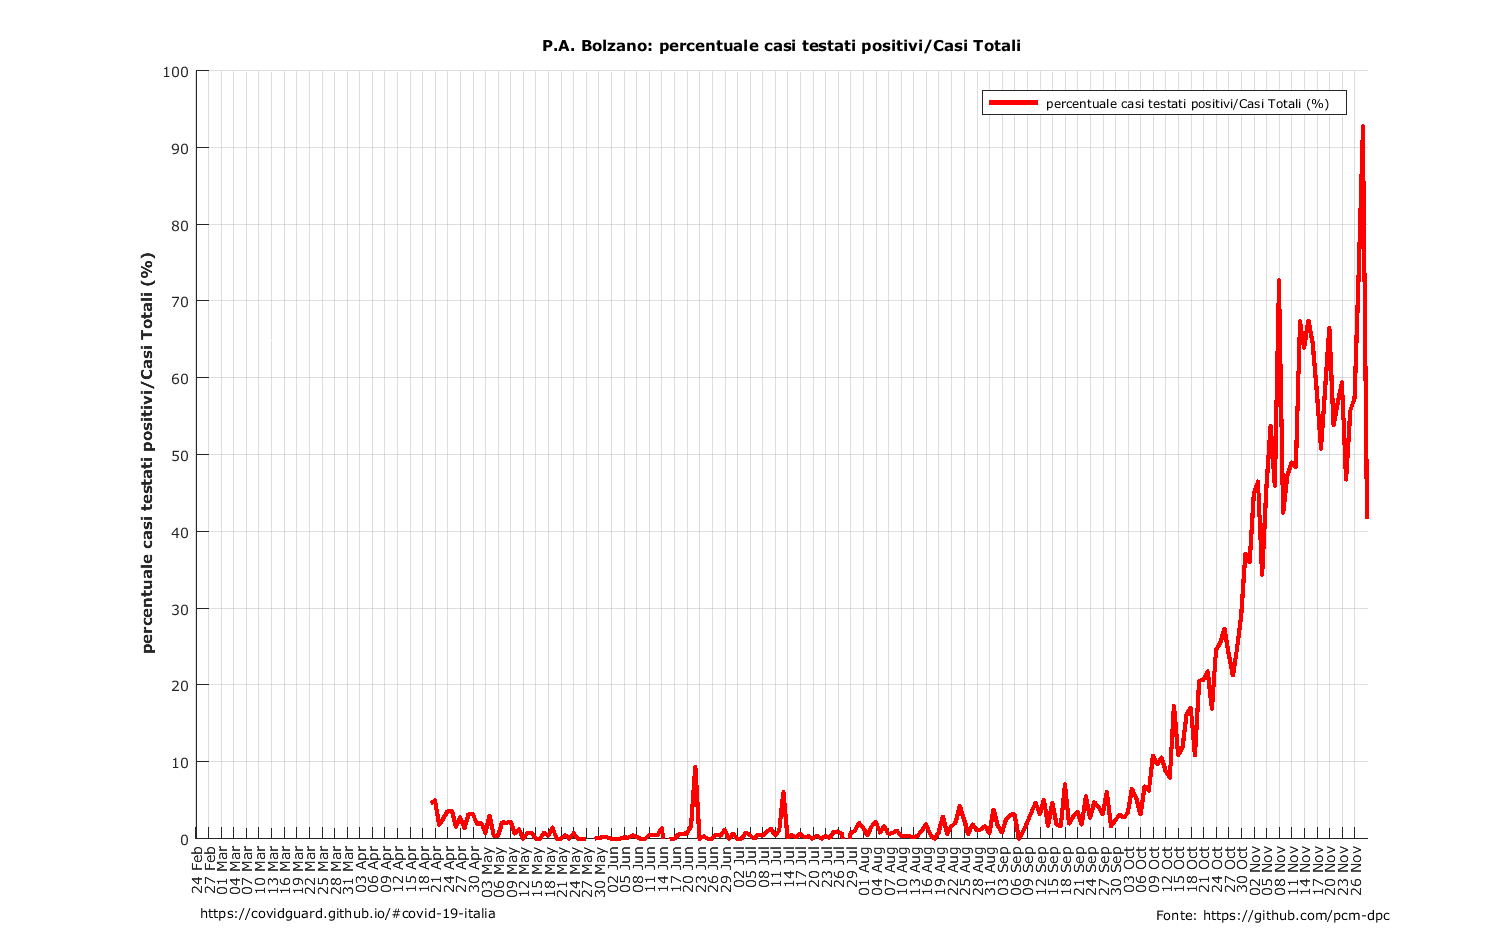 P.A. Bolzano: percentuale casi testati positivi/Casi Totali
percentuale casi testati positivi/Casi Totali (%)
percentuale casi testati positivi/Casi Totali (%)
100
90
80
70
60
50
40
30
20
10
0
24 Feb
27 Feb
01 Mar
04 Mar
07 Mar
10 Mar
13 Mar
16 Mar
19 Mar
22 Mar
25 Mar
28 Mar
31 Mar
03 Apr
06 Apr
09 Apr
12 Apr
15 Apr
18 Apr
21 Apr
24 Apr
27 Apr
30 Apr
03 May
06 May
09 May
12 May
15 May
18 May
21 May
24 May
27 May
30 May
02 Jun
05 Jun
08 Jun
11 Jun
14 Jun
17 Jun
20 Jun
23 Jun
26 Jun
29 Jun
02 Jul
05 Jul
08 Jul
11 Jul
14 Jul
17 Jul
20 Jul
23 Jul
26 Jul
29 Jul
01 Aug
04 Aug
07 Aug
10 Aug
13 Aug
16 Aug
19 Aug
22 Aug
25 Aug
28 Aug
31 Aug
03 Sep
06 Sep
09 Sep
12 Sep
15 Sep
18 Sep
21 Sep
24 Sep
27 Sep
30 Sep
03 Oct
06 Oct
09 Oct
12 Oct
15 Oct
18 Oct
21 Oct
24 Oct
27 Oct
30 Oct
02 Nov
05 Nov
08 Nov
11 Nov
14 Nov
17 Nov
20 Nov
23 Nov
26 Nov
https://covidguard.github.io/#covid-19-italia
Fonte: https://github.com/pcm-dpc